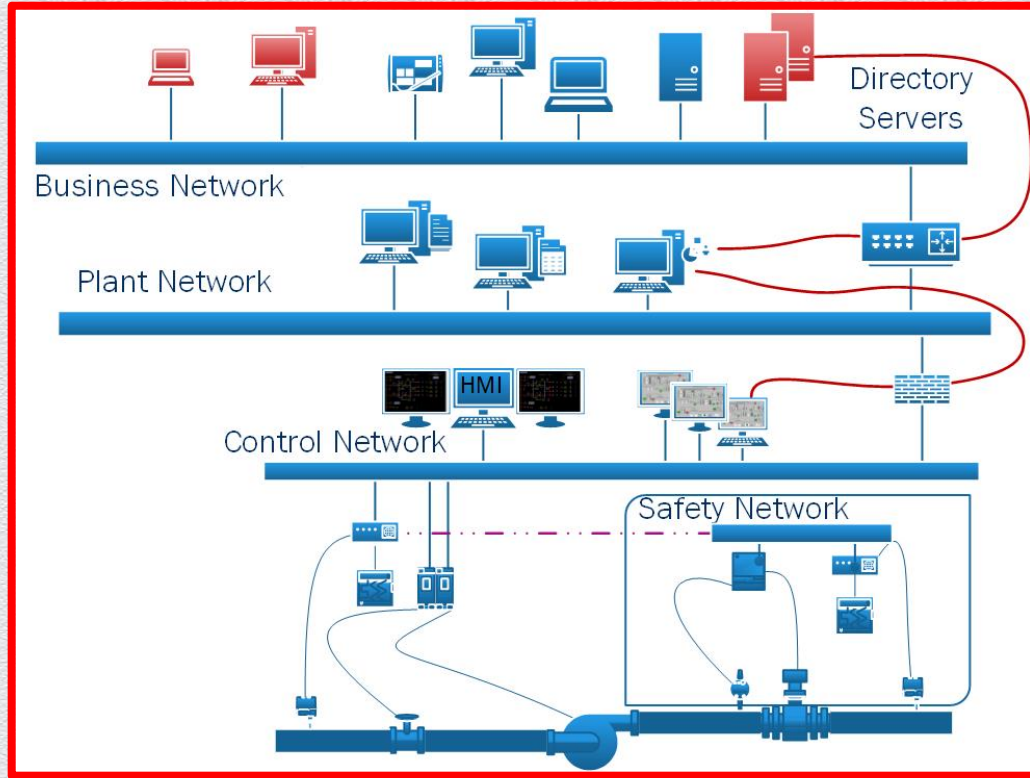 Directory
Servers
Business Network
Plant Network
HMI
Control Network
Safety Network